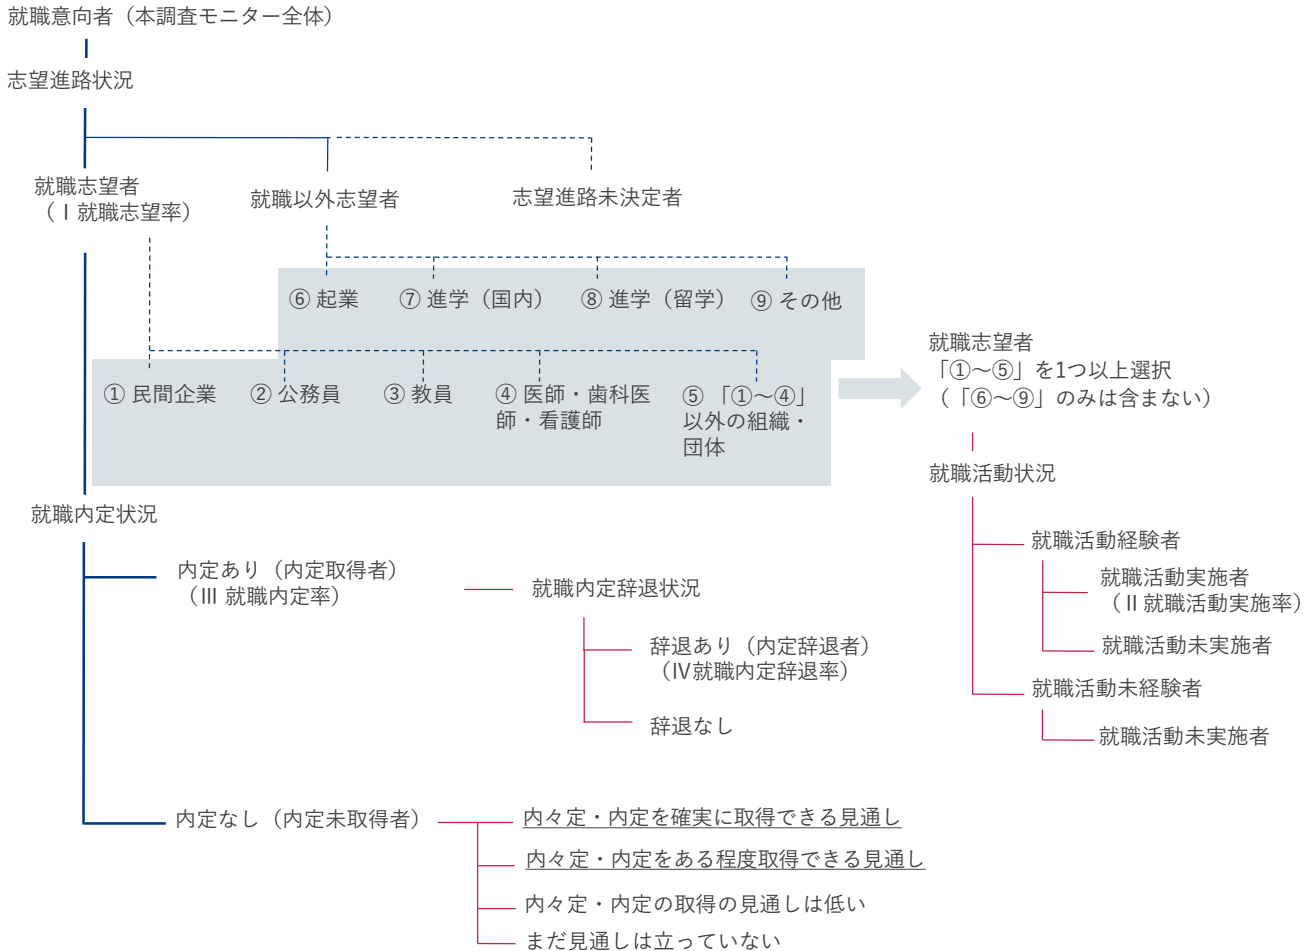 就職意向者（本調査モニター全体）
志望進路状況
就職志望者
（Ⅰ就職志望率）
就職以外志望者
志望進路未決定者
⑥ 起業
⑦ 進学（国内）
⑧ 進学（留学）
⑨ その他
① 民間企業
② 公務員
③ 教員
④ 医師・歯科医
師・看護師
⑤ 「①～④」
以外の組織・
団体
就職志望者
「①～⑤」を1つ以上選択
（「⑥～⑨」のみは含まない）
就職活動状況
就職活動経験者
就職活動実施者
（Ⅱ就職活動実施率）
就職活動未実施者
就職活動未経験者
就職活動未実施者
就職内定状況
内定あり（内定取得者）
（Ⅲ 就職内定率）
就職内定辞退状況
辞退あり（内定辞退者）
（Ⅳ就職内定辞退率）
辞退なし
内定なし（内定未取得者）
内々定・内定を確実に取得できる見通し
内々定・内定をある程度取得できる見通し
内々定・内定の取得の見通しは低い
まだ見通しは立っていない